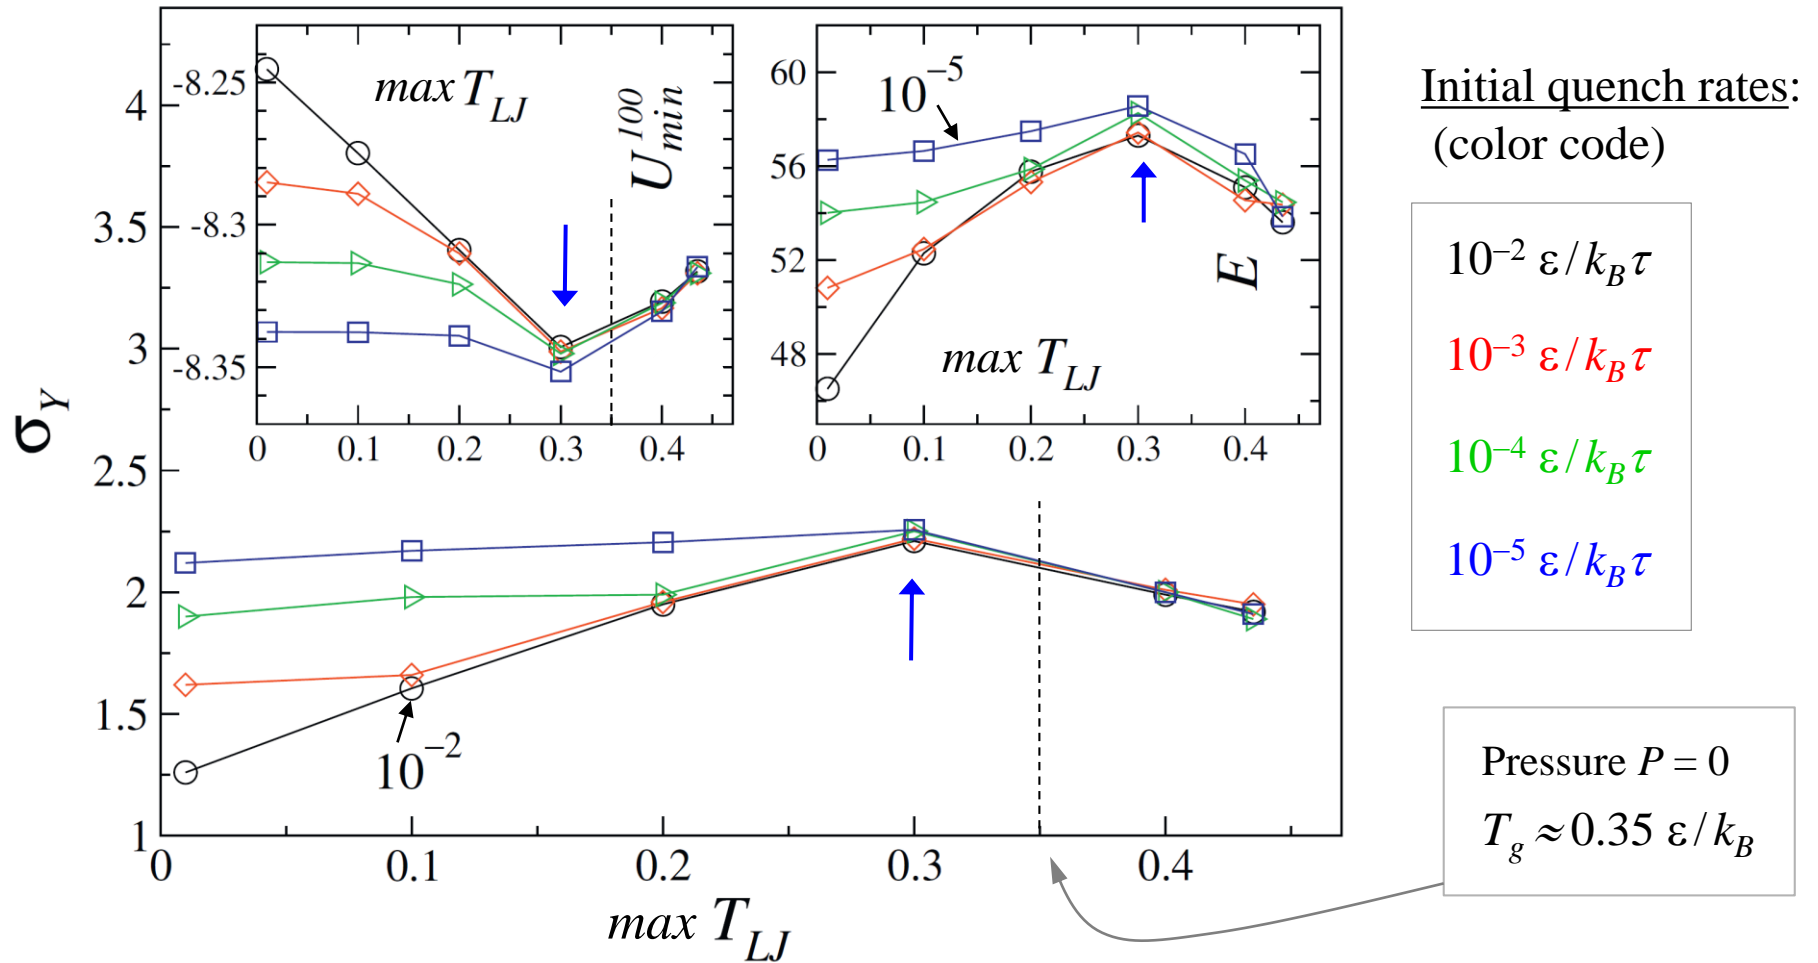 σ_Y
4
3.5
3
2.5
2
1.5
1
0
0.1
0.2
0.3
0.4
max T_LJ
10^−2
-8.25
-8.3
-8.35
max T_LJ
U_min^100
0
0.1
0.2
0.3
0.4
60
56
52
48
10^−5
E
max T_LJ
0
0.1
0.2
0.3
0.4
Initial quench rates:
(color code)
10^−2 ε/k_Bτ
10^−3 ε/k_Bτ
10^−4 ε/k_Bτ
10^−5 ε/k_Bτ
Pressure P = 0
T_g ≈ 0.35 ε/k_B